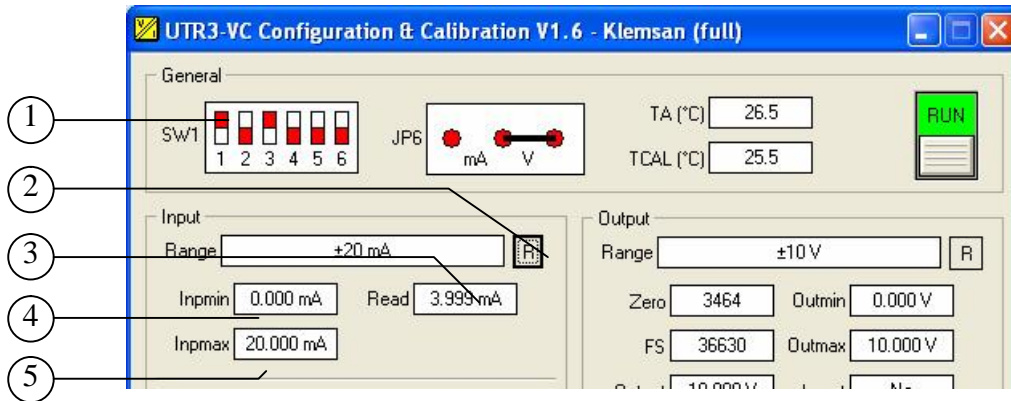 UTR3-VC Configuration & Calibration V1.6 - Klemsan (full)
General
1
SW1
1 2 3 4 5 6
JP6
mA V
TA (°C) 26.5
TCAL (°C) 25.5
RUN
2
Input
Range ±20 mA R
3
Inpmin 0.000 mA Read 3.999 mA
4
Inpmax 20.000 mA
5
Output
Range ±10 V R
Zero 3464 Outmin 0.000 V
FS 36630 Outmax 10.000 V
10.000 V
No